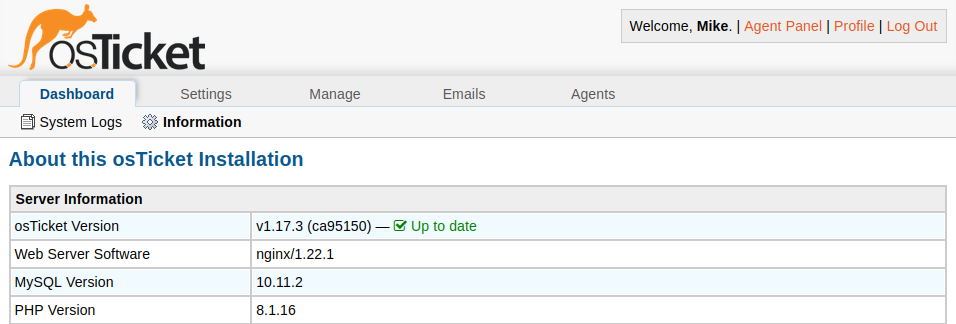 osTicket
Welcome, Mike. | Agent Panel | Profile | Log Out
Dashboard Settings Manage Emails Agents
System Logs Information
About this osTicket Installation
Server Information
osTicket Version v1.17.3 (ca95150) — Up to date
Web Server Software nginx/1.22.1
MySQL Version 10.11.2
PHP Version 8.1.16